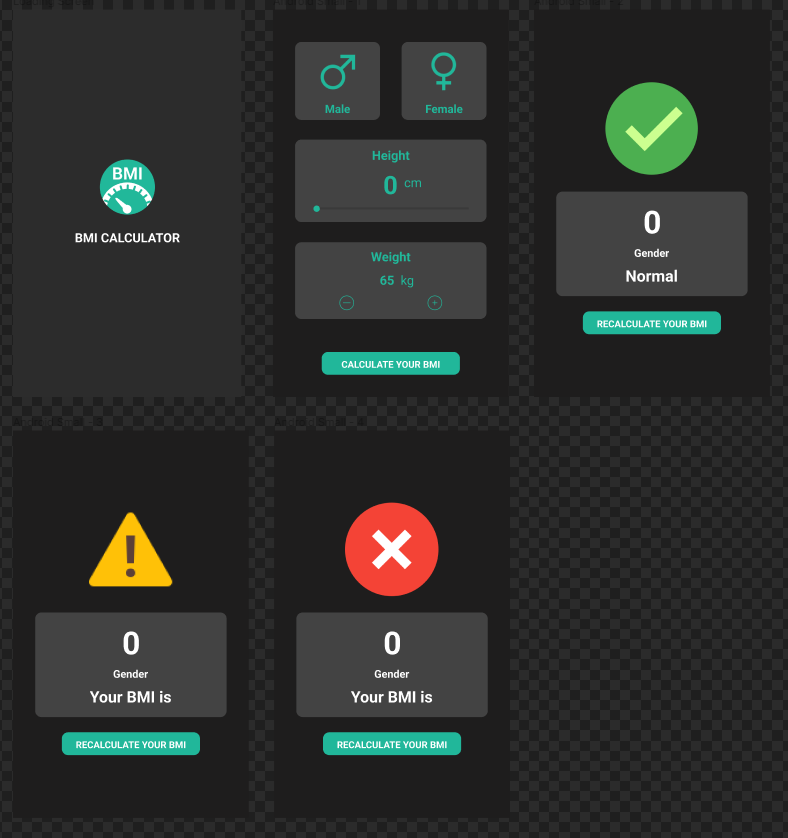 BMI
BMI CALCULATOR
Male
Female
Height
0 cm
Weight
65 kg
CALCULATE YOUR BMI
0
Gender
Normal
RECALCULATE YOUR BMI
0
Gender
Your BMI is
RECALCULATE YOUR BMI
0
Gender
Your BMI is
RECALCULATE YOUR BMI